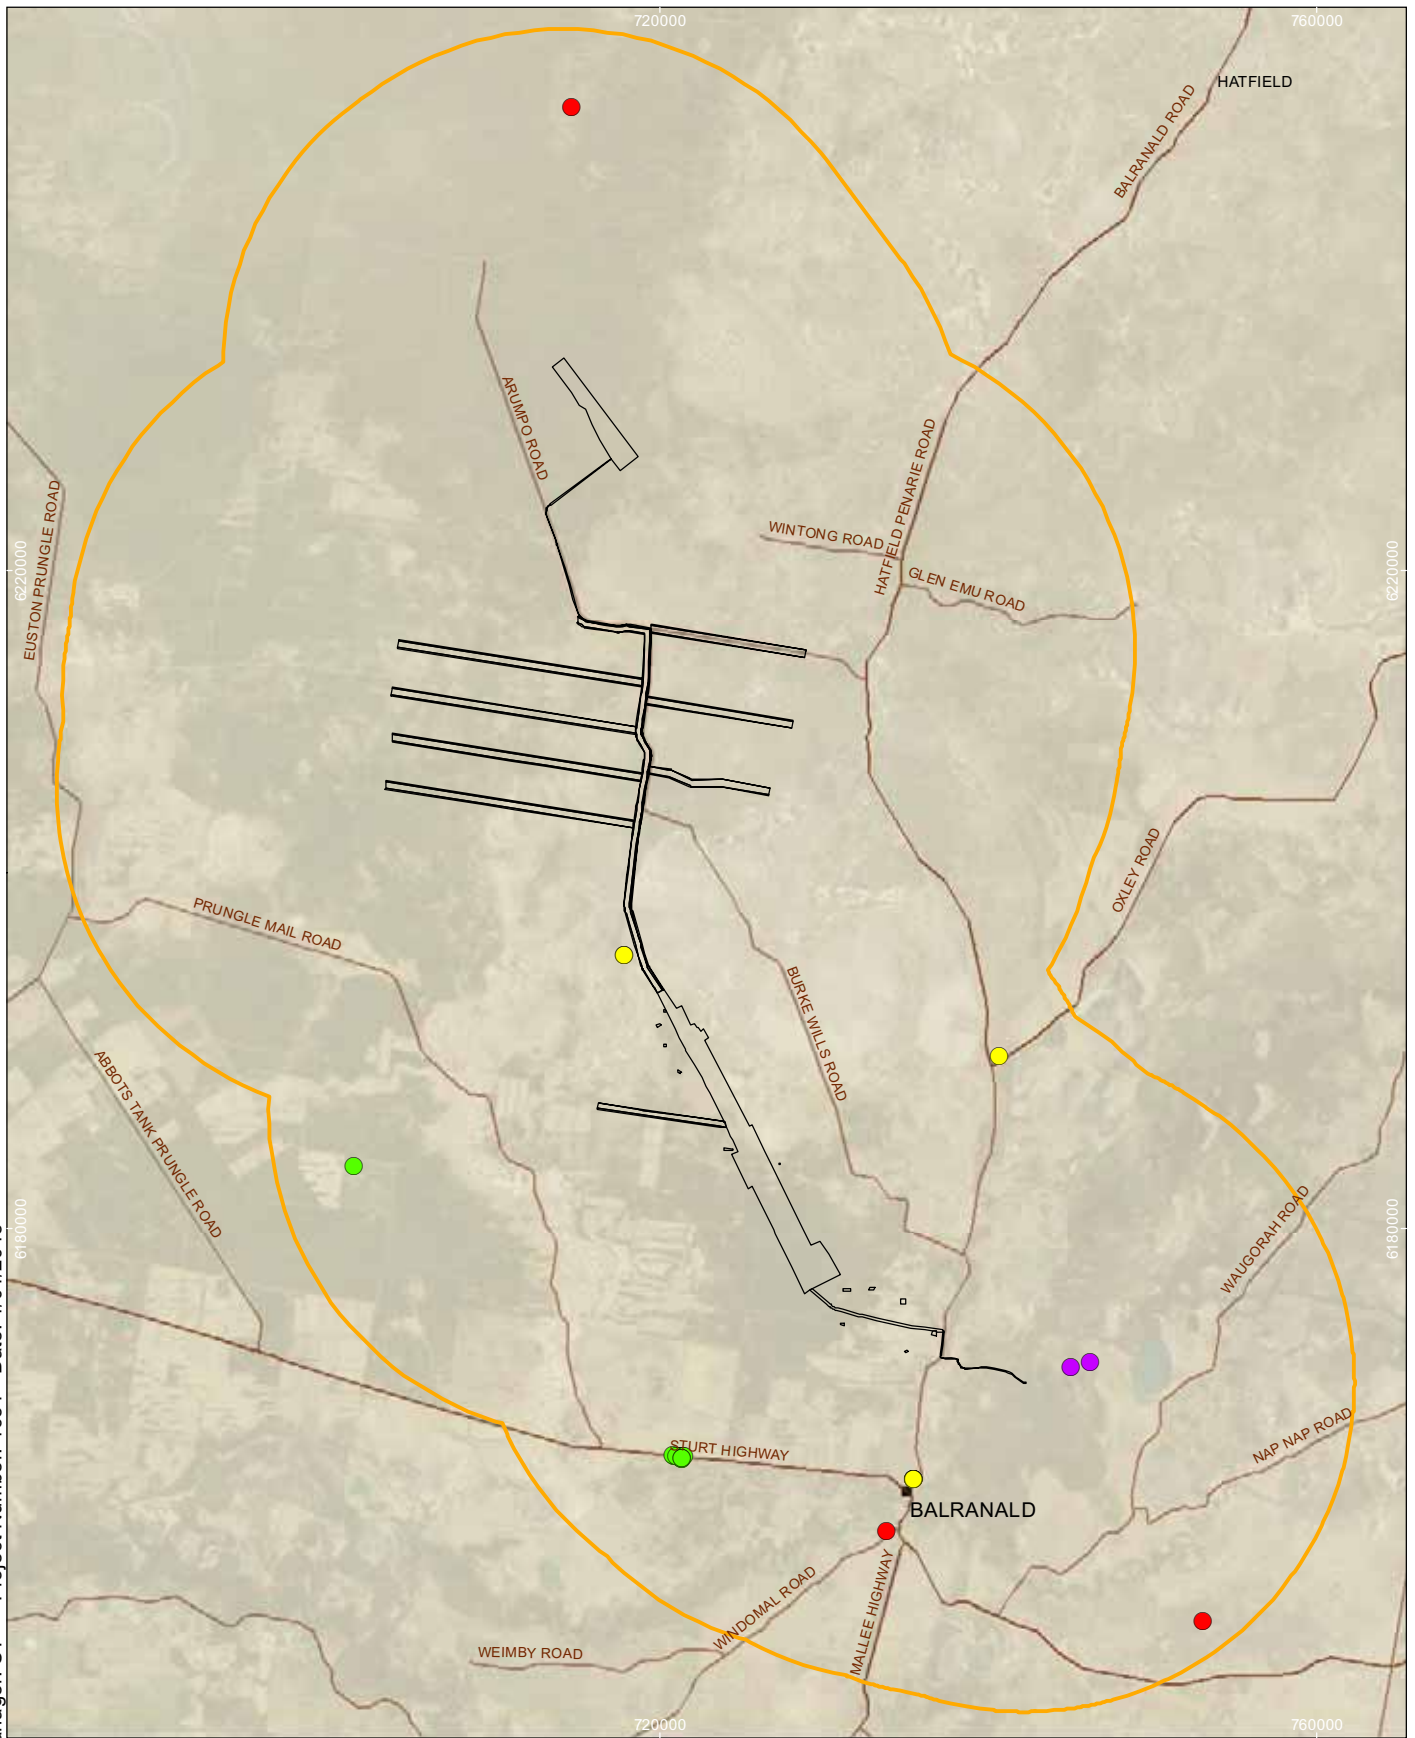 720000
760000
HATFIELD
BALRANALD ROAD
ARUMPO ROAD
HATFIELD PENARIE ROAD
EUSTON PRUNGLE ROAD
WINTONG ROAD
6220000
6220000
GLEN EMU ROAD
OXLEY ROAD
PRUNGLE MAIL ROAD
BURKE WILLS ROAD
ABBOTS TANK PRUNGLE ROAD
6180000
6180000
WAUGORAH ROAD
STURT HIGHWAY
NAP NAP ROAD
BALRANALD
WINDOMAL ROAD
MALLEE HIGHWAY
WEIMBY ROAD
720000
760000